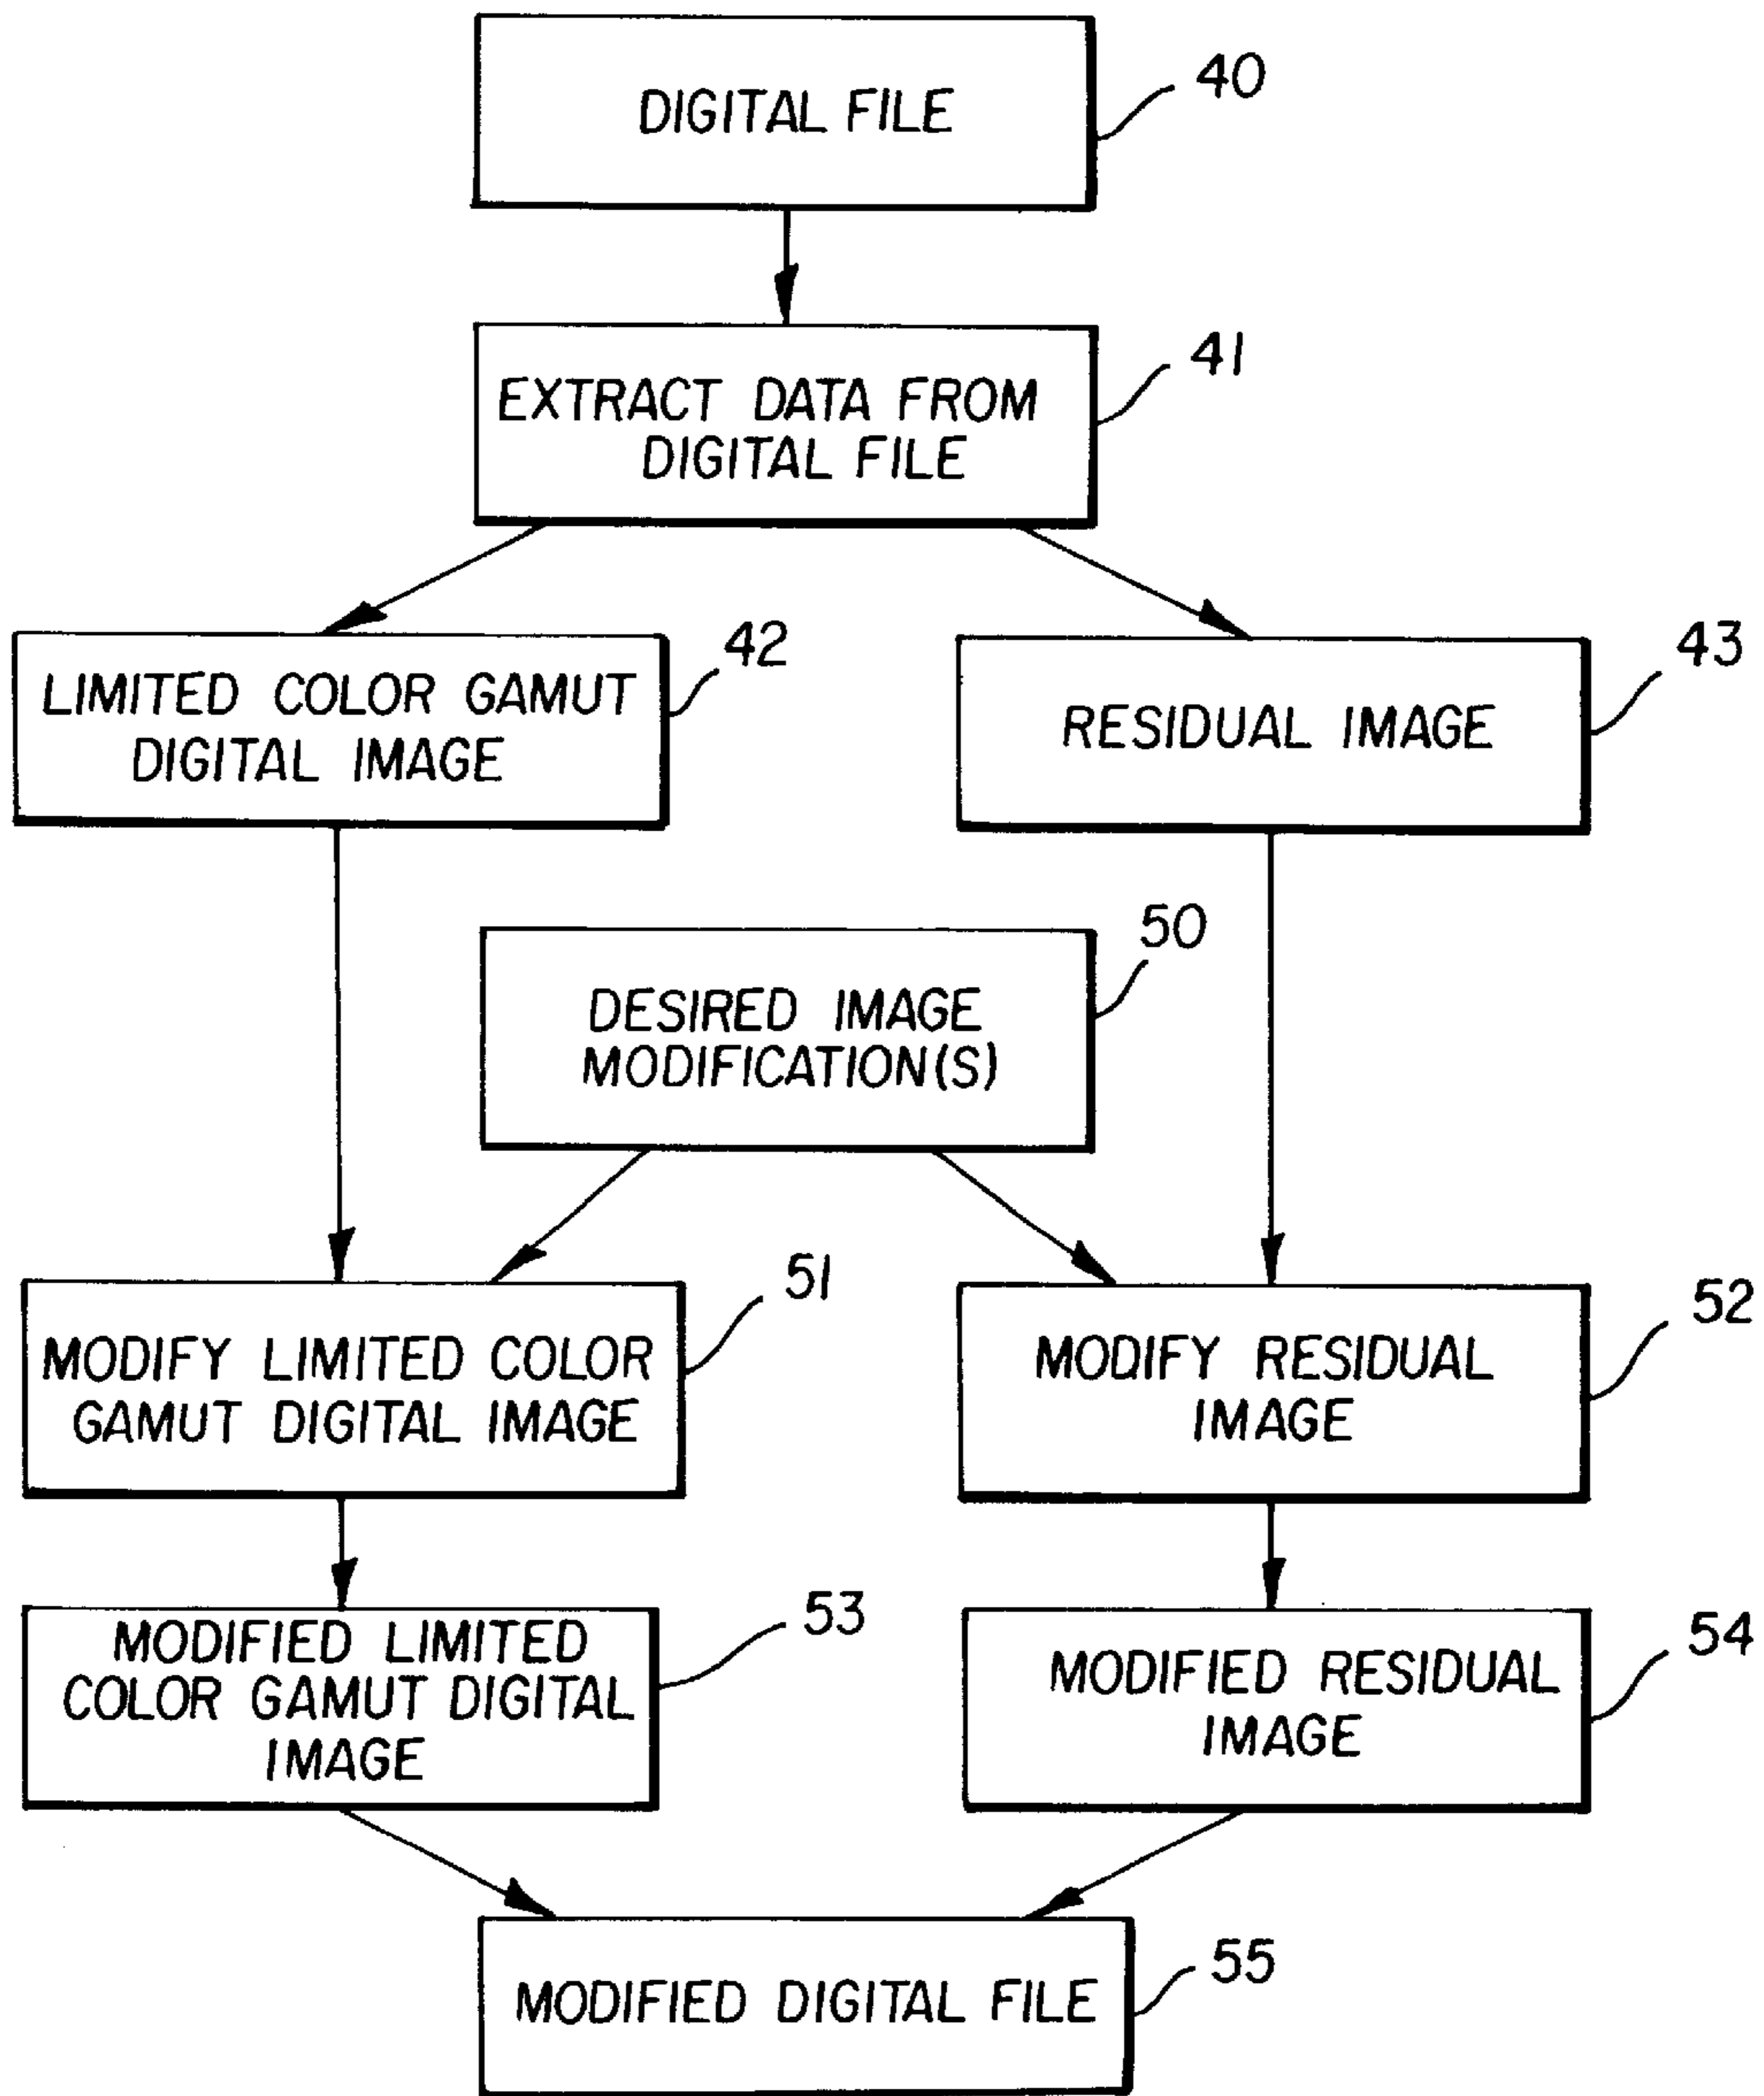 DIGITAL FILE
40
EXTRACT DATA FROM
DIGITAL FILE
41
LIMITED COLOR GAMUT
DIGITAL IMAGE
42
RESIDUAL IMAGE
43
DESIRED IMAGE
MODIFICATION(S)
50
MODIFY LIMITED COLOR
GAMUT DIGITAL IMAGE
51
MODIFY RESIDUAL
IMAGE
52
MODIFIED LIMITED
COLOR GAMUT DIGITAL
IMAGE
53
MODIFIED RESIDUAL
IMAGE
54
MODIFIED DIGITAL FILE
55